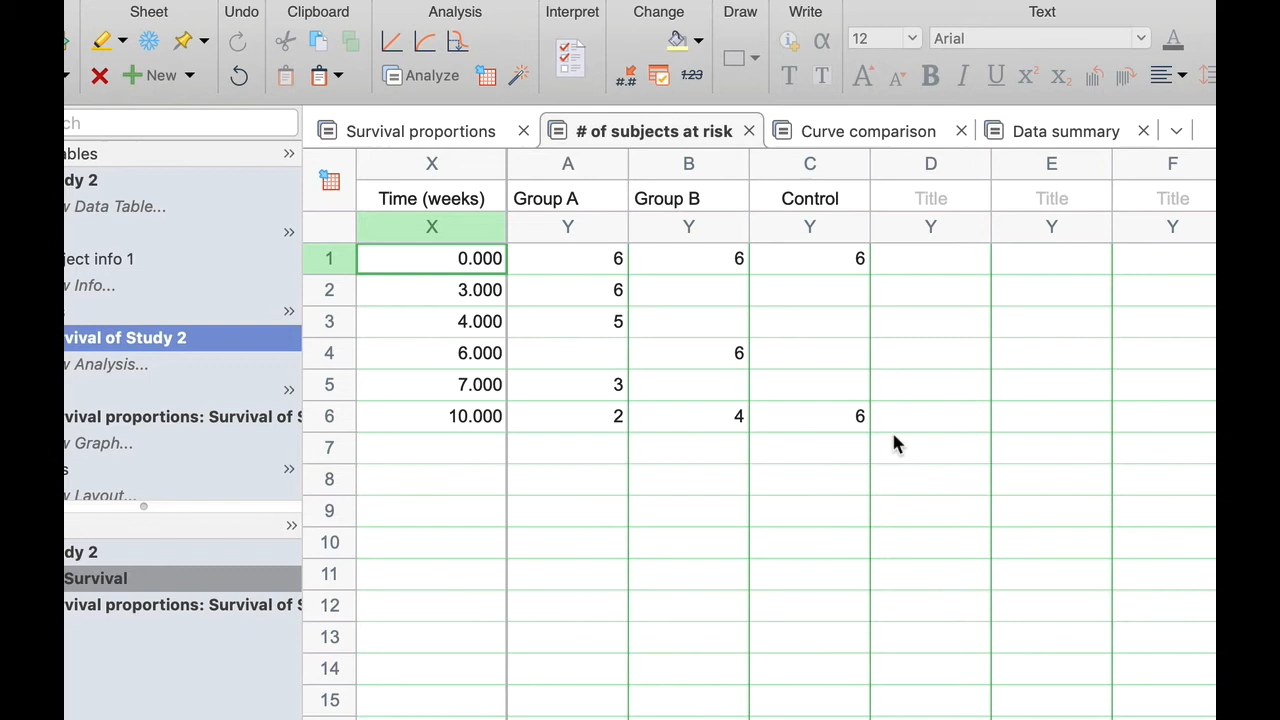 Sheet Undo Clipboard Analysis Interpret Change Draw Write Text
12 Arial
New Analyze
ch
Survival proportions # of subjects at risk Curve comparison Data summary
ables
dy 2
w Data Table...
ject info 1
w Info...
vival of Study 2
w Analysis...
vival proportions: Survival of S
w Graph...
s
w Layout...
dy 2
Survival
vival proportions: Survival of S
X A B C D E F
Time (weeks) Group A Group B Control Title Title Title
X Y Y Y Y Y Y
1 0.000 6 6 6
2 3.000 6
3 4.000 5
4 6.000 6
5 7.000 3
6 10.000 2 4 6
7
8
9
10
11
12
13
14
15